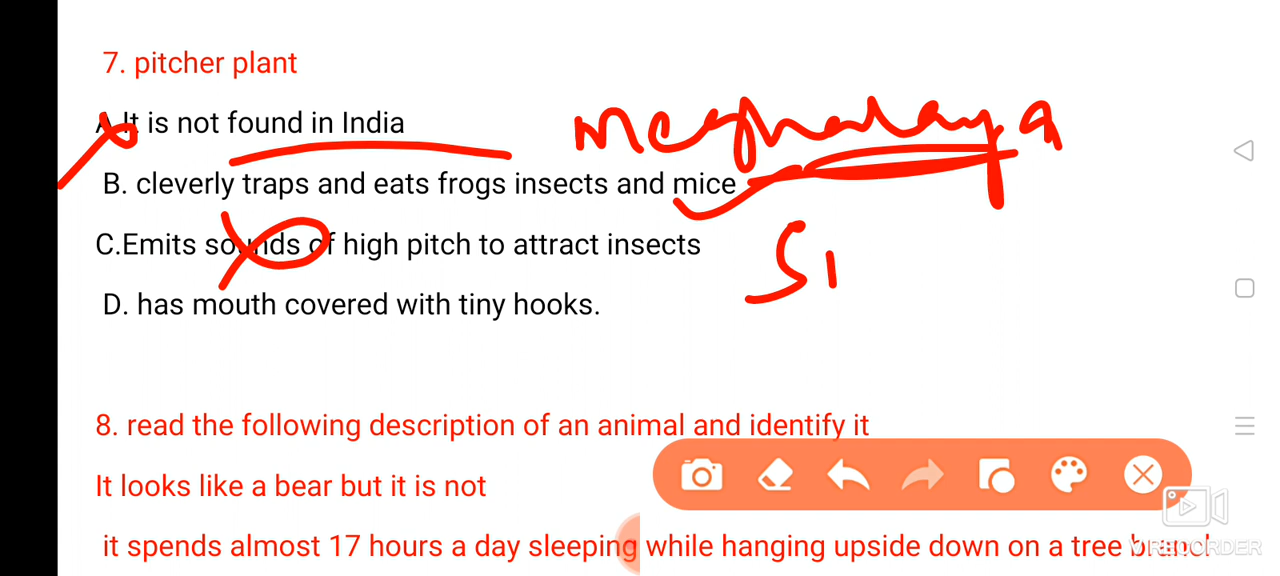 7. pitcher plant
A It is not found in India
meghalaya
B. cleverly traps and eats frogs insects and mice
C.Emits sounds of high pitch to attract insects
SI
D. has mouth covered with tiny hooks.
8. read the following description of an animal and identify it
It looks like a bear but it is not
it spends almost 17 hours a day sleeping while hanging upside down on a tree
RECORDER